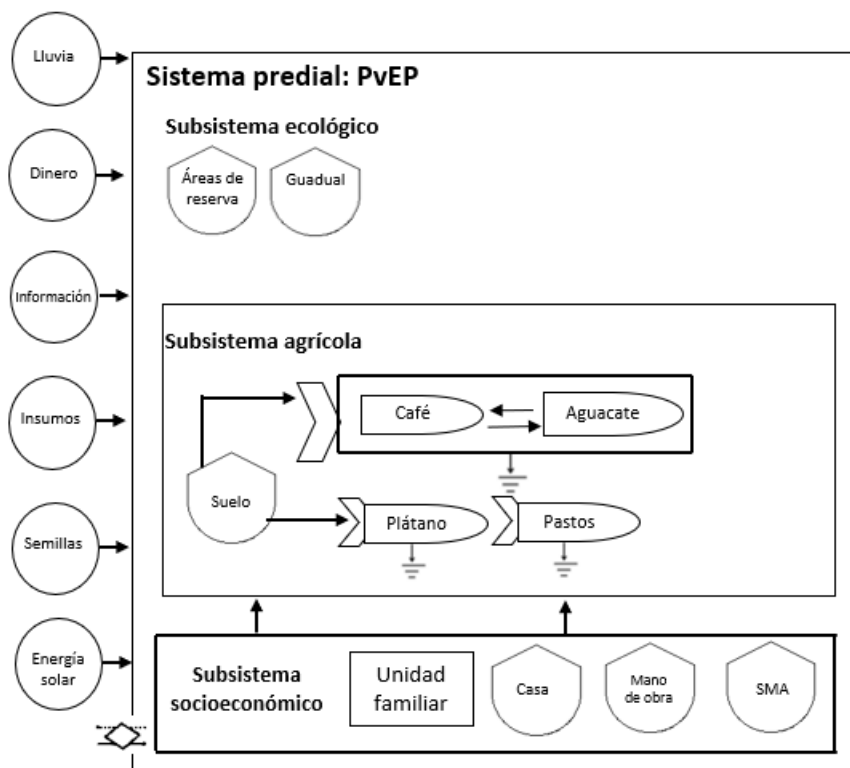 Lluvia
Dinero
Información
Insumos
Semillas
Energía
solar
Sistema predial: PvEP
Subsistema ecológico
Áreas de
reserva
Guadual
Subsistema agrícola
Café
Aguacate
Suelo
Plátano
Pastos
Subsistema
socioeconómico
Unidad
familiar
Casa
Mano
de obra
SMA